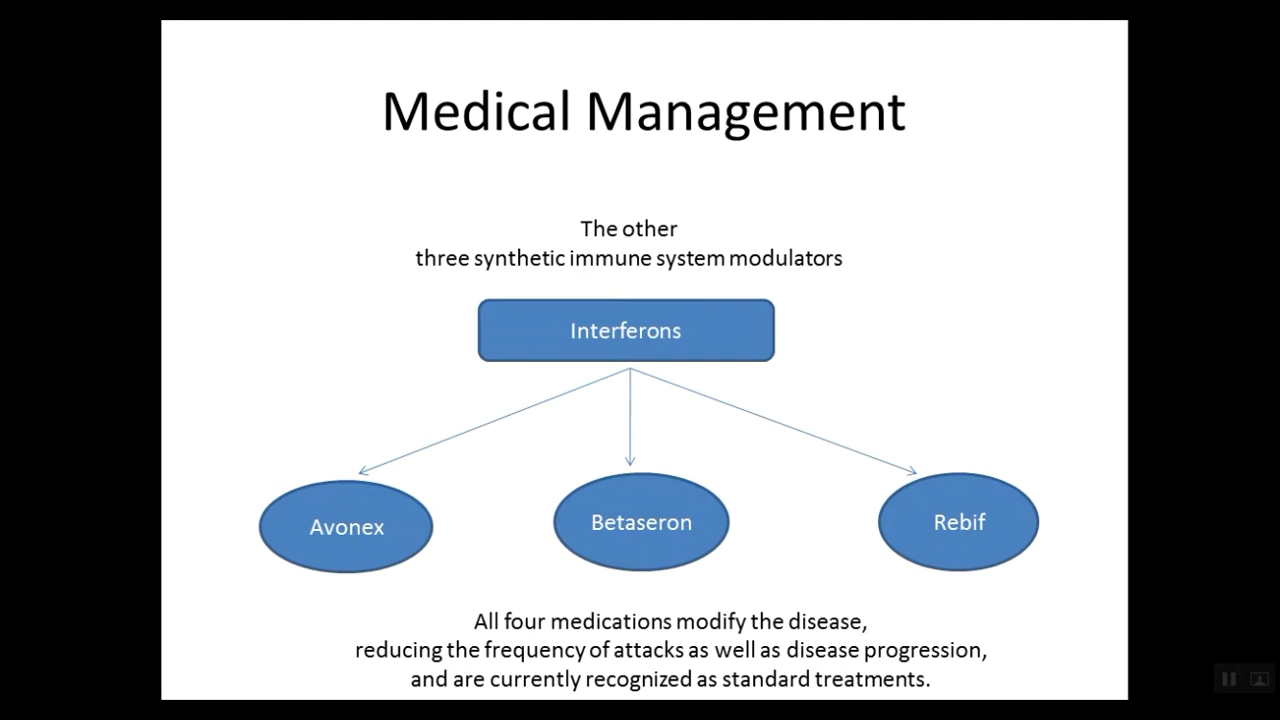 Medical Management
The other
three synthetic immune system modulators
Interferons
Avonex
Betaseron
Rebif
All four medications modify the disease,
reducing the frequency of attacks as well as disease progression,
and are currently recognized as standard treatments.